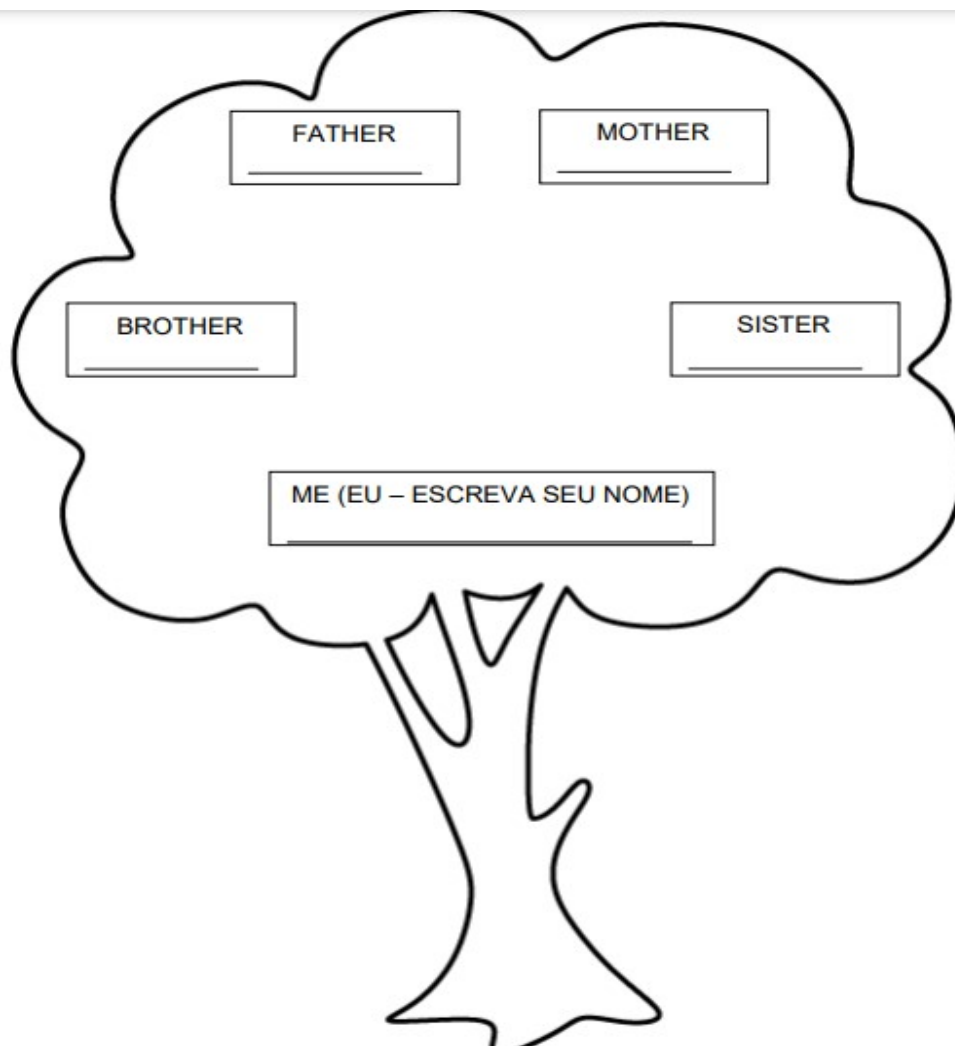 FATHER
MOTHER
BROTHER
SISTER
ME (EU – ESCREVA SEU NOME)